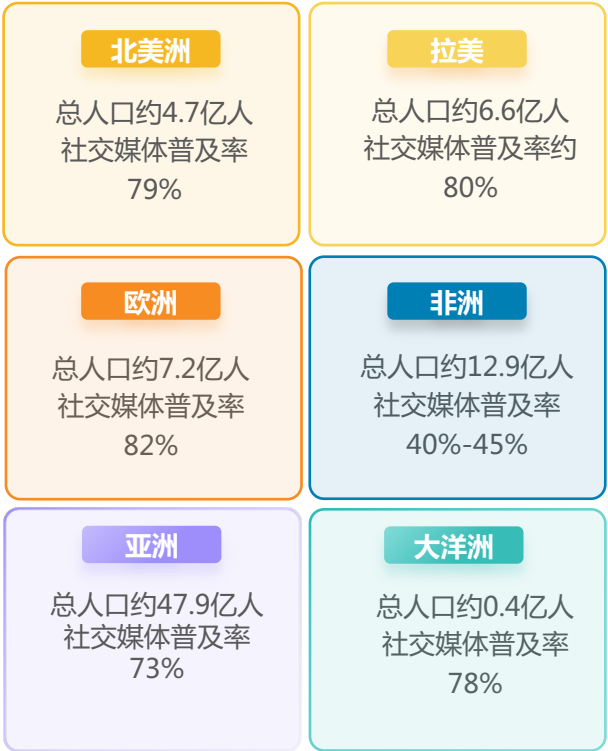 北美洲
总人口约4.7亿人
社交媒体普及率
79%
拉美
总人口约6.6亿人
社交媒体普及率约
80%
欧洲
总人口约7.2亿人
社交媒体普及率
82%
非洲
总人口约12.9亿人
社交媒体普及率
40%-45%
亚洲
总人口约47.9亿人
社交媒体普及率
73%
大洋洲
总人口约0.4亿人
社交媒体普及率
78%